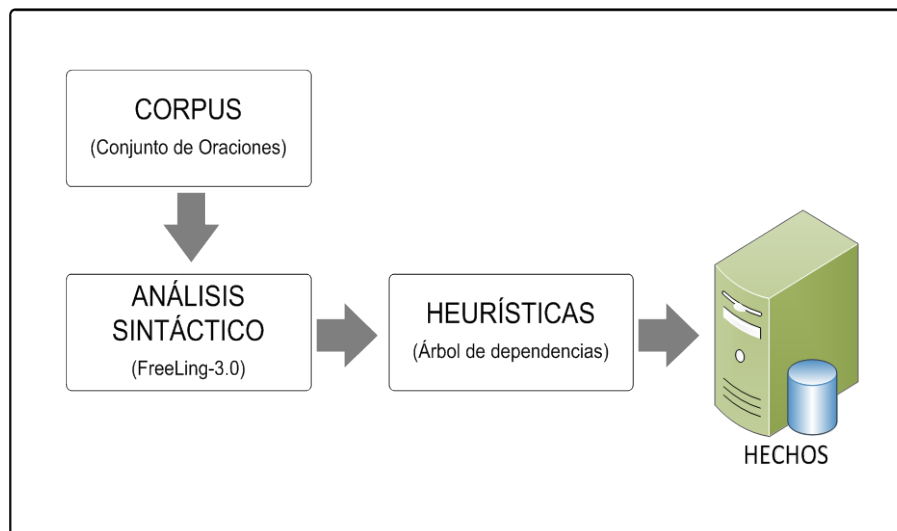 CORPUS
(Conjunto de Oraciones)
ANÁLISIS
SINTÁCTICO
(FreeLing-3.0)
HEURÍSTICAS
(Árbol de dependencias)
HECHOS